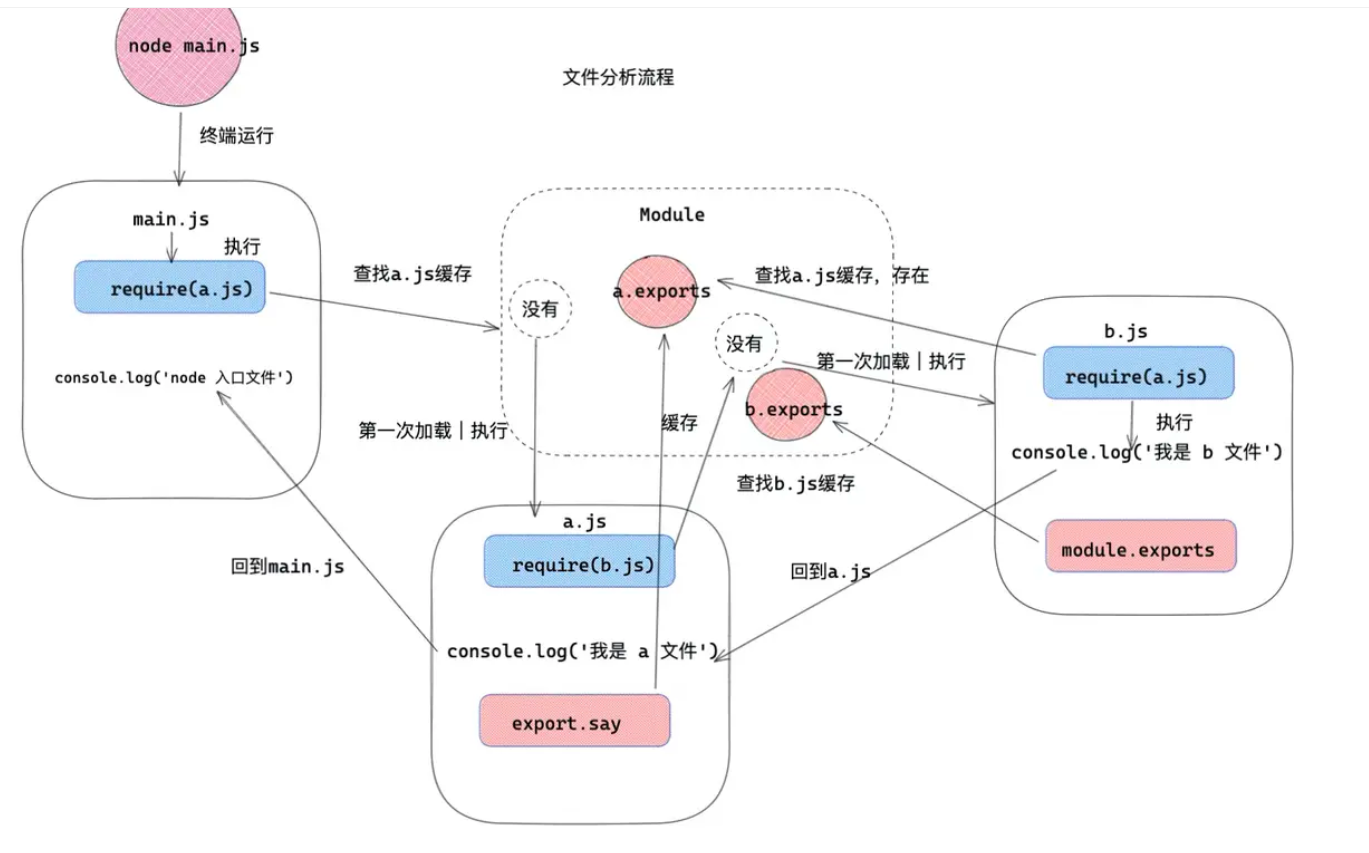 node main.js
文件分析流程
终端运行
main.js
执行
require(a.js)
console.log('node 入口文件')
查找a.js缓存
Module
没有
a.exports
查找a.js缓存，存在
没有
第一次加载|执行
b.exports
缓存
第一次加载|执行
查找b.js缓存
b.js
require(a.js)
执行
console.log('我是 b 文件')
module.exports
回到a.js
a.js
require(b.js)
console.log('我是 a 文件')
export.say
回到main.js